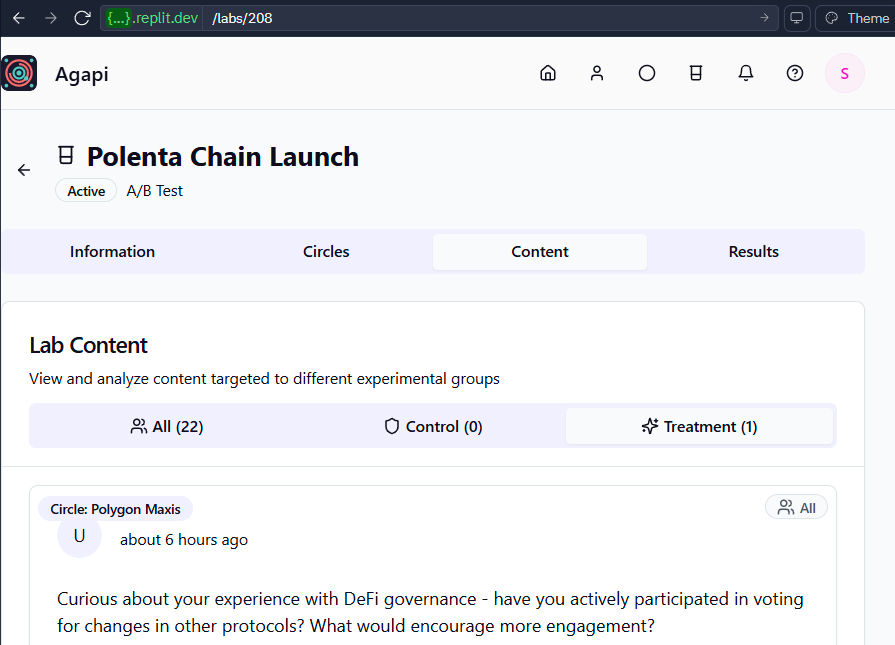 {...}.replit.dev /labs/208
Theme
Agapi
S
Polenta Chain Launch
Active A/B Test
Information Circles Content Results
Lab Content
View and analyze content targeted to different experimental groups
All (22) Control (0) Treatment (1)
Circle: Polygon Maxis
All
U
about 6 hours ago
Curious about your experience with DeFi governance - have you actively participated in voting
for changes in other protocols? What would encourage more engagement?